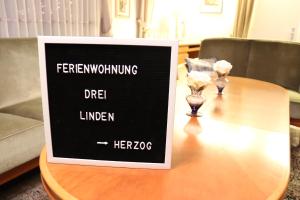 FERIENWOHNUNG
DREI
LINDEN
→ HERZOG